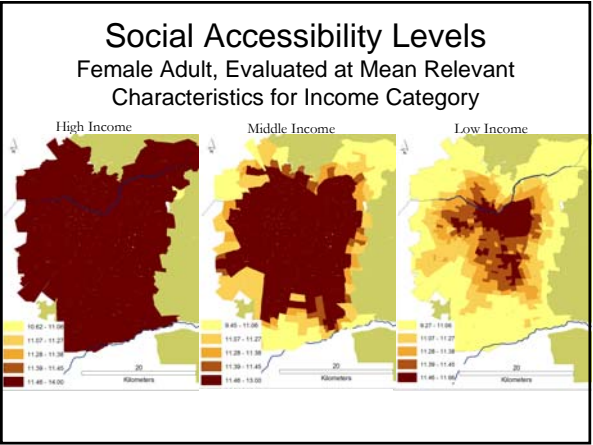 Social Accessibility Levels
Female Adult, Evaluated at Mean Relevant
Characteristics for Income Category
High Income
Middle Income
Low Income
10.62 - 11.06
11.07 - 11.27
11.28 - 11.38
11.39 - 11.45
11.46 - 14.00
20
Kilometers
9.45 - 11.06
11.07 - 11.27
11.28 - 11.38
11.39 - 11.45
11.46 - 13.00
20
Kilometers
9.27 - 11.06
11.07 - 11.27
11.28 - 11.38
11.39 - 11.45
20
Kilometers